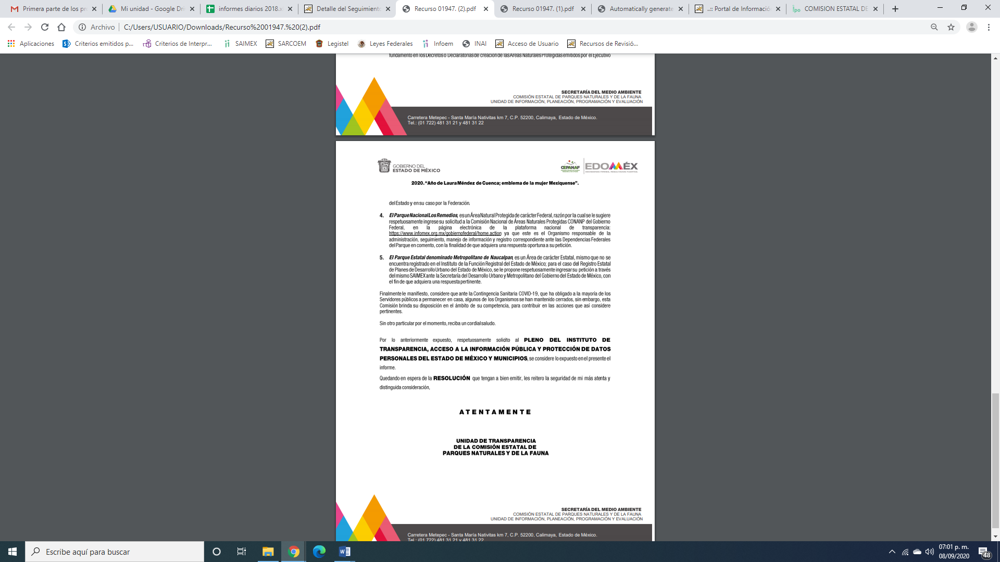 Primera parte de los pr
Mi unidad - Google Dri
informes diarios 2018.x
Detalle del Seguimiento
Recurso 01947. (2).pdf
Recurso 01947. (1).pdf
Automatically generate
..:: Portal de Informació
ipo COMISION ESTATAL DE
Archivo C:/Users/USUARIO/Downloads/Recurso%2001947.%20(2).pdf
Aplicaciones
Criterios emitidos p...
Criterios de Interpr...
SAIMEX
SARCOEM
Legistel
Leyes Federales
Infoem
INAI
Acceso de Usuario
Recursos de Revisió...
fundamento en los Decretos o Declaratorias de creación de las Áreas Naturales Protegidas emitidos por el Ejecutivo
SECRETARÍA DEL MEDIO AMBIENTE
COMISIÓN ESTATAL DE PARQUES NATURALES Y DE LA FAUNA
UNIDAD DE INFORMACIÓN, PLANEACIÓN, PROGRAMACIÓN Y EVALUACIÓN
Carretera Metepec - Santa María Nativitas km 7, C.P. 52200, Calimaya, Estado de México.
Tel.: (01 722) 481 31 21 y 481 31 22
GOBIERNO DEL
ESTADO DE MÉXICO
CEPANAF
EDOMÉX
DECISIONES FIRMES, RESULTADOS FUERTES.
2020. “Año de Laura Méndez de Cuenca; emblema de la mujer Mexiquense”.
del Estado y en su caso por la Federación.
4. El Parque Nacional Los Remedios, es un Área Natural Protegida de carácter Federal, razón por la cual se le sugiere
respetuosamente ingrese su solicitud a la Comisión Nacional de Áreas Naturales Protegidas CONANP del Gobierno
Federal, en la página electrónica de la plataforma nacional de transparencia:
https://www.infomex.org.mx/gobiernofederal/home.action ya que este es el Organismo responsable de la
administración, seguimiento, manejo de información y registro correspondiente ante las Dependencias Federales
del Parque en comento, con la finalidad de que adquiera una respuesta oportuna a su petición.
5. El Parque Estatal denominado Metropolitano de Naucalpan, es un Área de carácter Estatal, mismo que no se
encuentra registrado en el Instituto de la Función Registral del Estado de México; para el caso del Registro Estatal
de Planes de Desarrollo Urbano del Estado de México, se le propone respetuosamente ingresar su petición a través
del mismo SAIMEX ante la Secretaría del Desarrollo Urbano y Metropolitano del Gobierno del Estado de México, con
el fin de que adquiera una respuesta pertinente.
Finalmente le manifiesto, considere que ante la Contingencia Sanitaria COVID-19, que ha obligado a la mayoría de los
Servidores públicos a permanecer en casa, algunos de los Organismos se han mantenido cerrados, sin embargo, esta
Comisión brinda su disposición en el ámbito de su competencia, para contribuir en las acciones que así considere
pertinentes.
Sin otro particular por el momento, reciba un cordial saludo.
Por lo anteriormente expuesto, respetuosamente solicito al PLENO DEL INSTITUTO DE
TRANSPARENCIA, ACCESO A LA INFORMACIÓN PÚBLICA Y PROTECCIÓN DE DATOS
PERSONALES DEL ESTADO DE MÉXICO Y MUNICIPIOS, se considere lo expuesto en el presente el
informe.
Quedando en espera de la RESOLUCIÓN que tengan a bien emitir, les reitero la seguridad de mi más atenta y
distinguida consideración,
A T E N T A M E N T E
UNIDAD DE TRANSPARENCIA
DE LA COMISIÓN ESTATAL DE
PARQUES NATURALES Y DE LA FAUNA
SECRETARÍA DEL MEDIO AMBIENTE
COMISIÓN ESTATAL DE PARQUES NATURALES Y DE LA FAUNA
UNIDAD DE INFORMACIÓN, PLANEACIÓN, PROGRAMACIÓN Y EVALUACIÓN
Carretera Metepec - Santa María Nativitas km 7, C.P. 52200, Calimaya, Estado de México.
Tel.: (01 722) 481 31 21 y 481 31 22
Escribe aquí para buscar
07:01 p. m.
08/09/2020
48